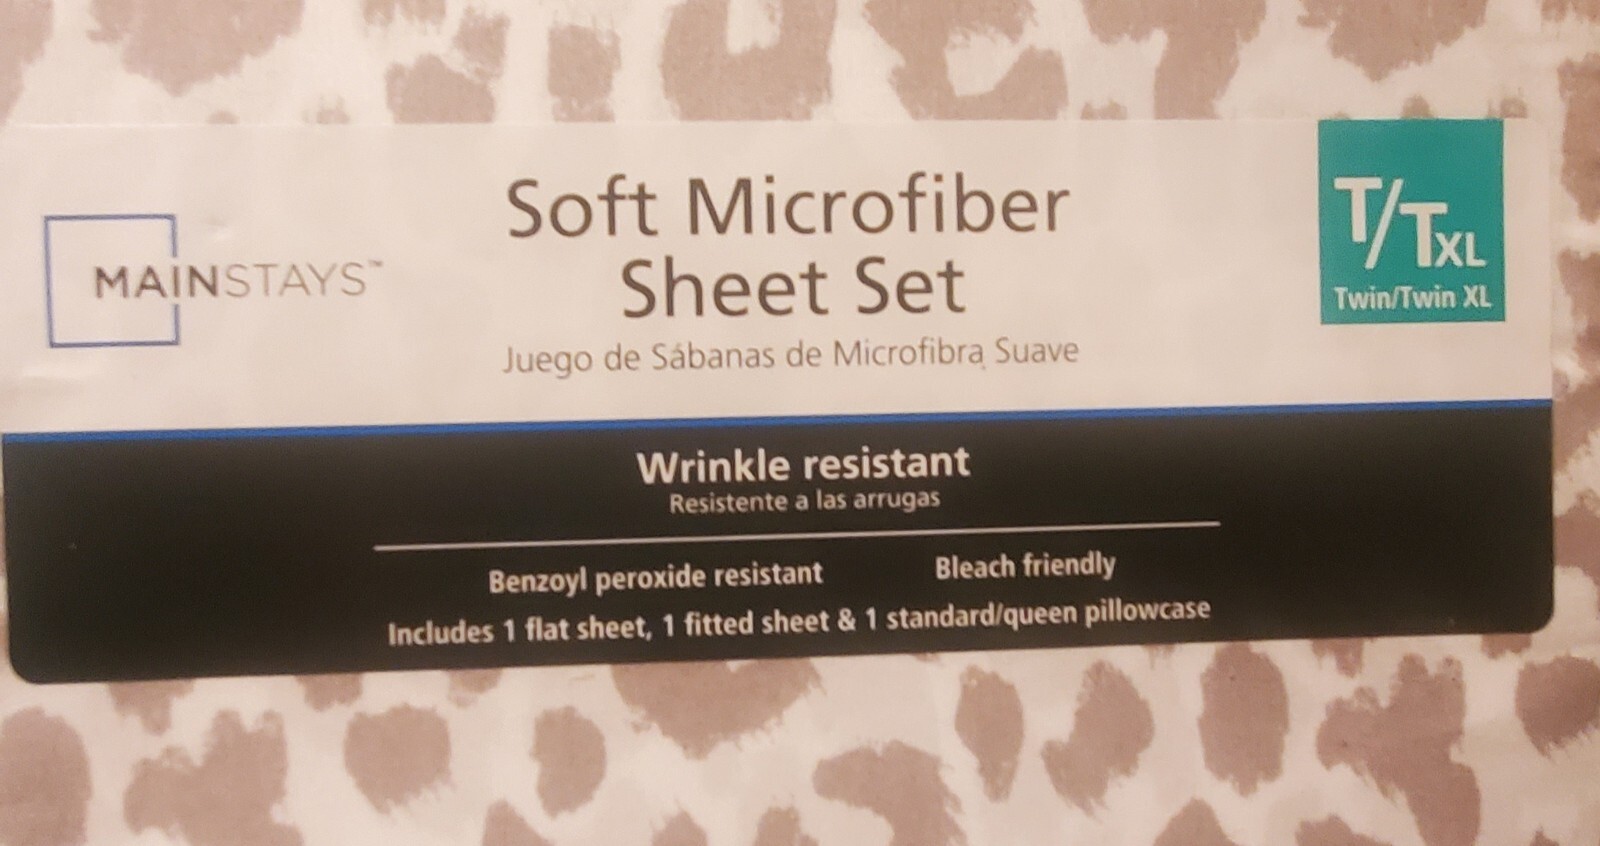 MAINSTAYS™
Soft Microfiber
Sheet Set
Juego de Sábanas de Microfibra Suave
T/TXL
Twin/Twin XL
Wrinkle resistant
Resistente a las arrugas
Benzoyl peroxide resistant
Bleach friendly
Includes 1 flat sheet, 1 fitted sheet & 1 standard/queen pillowcase